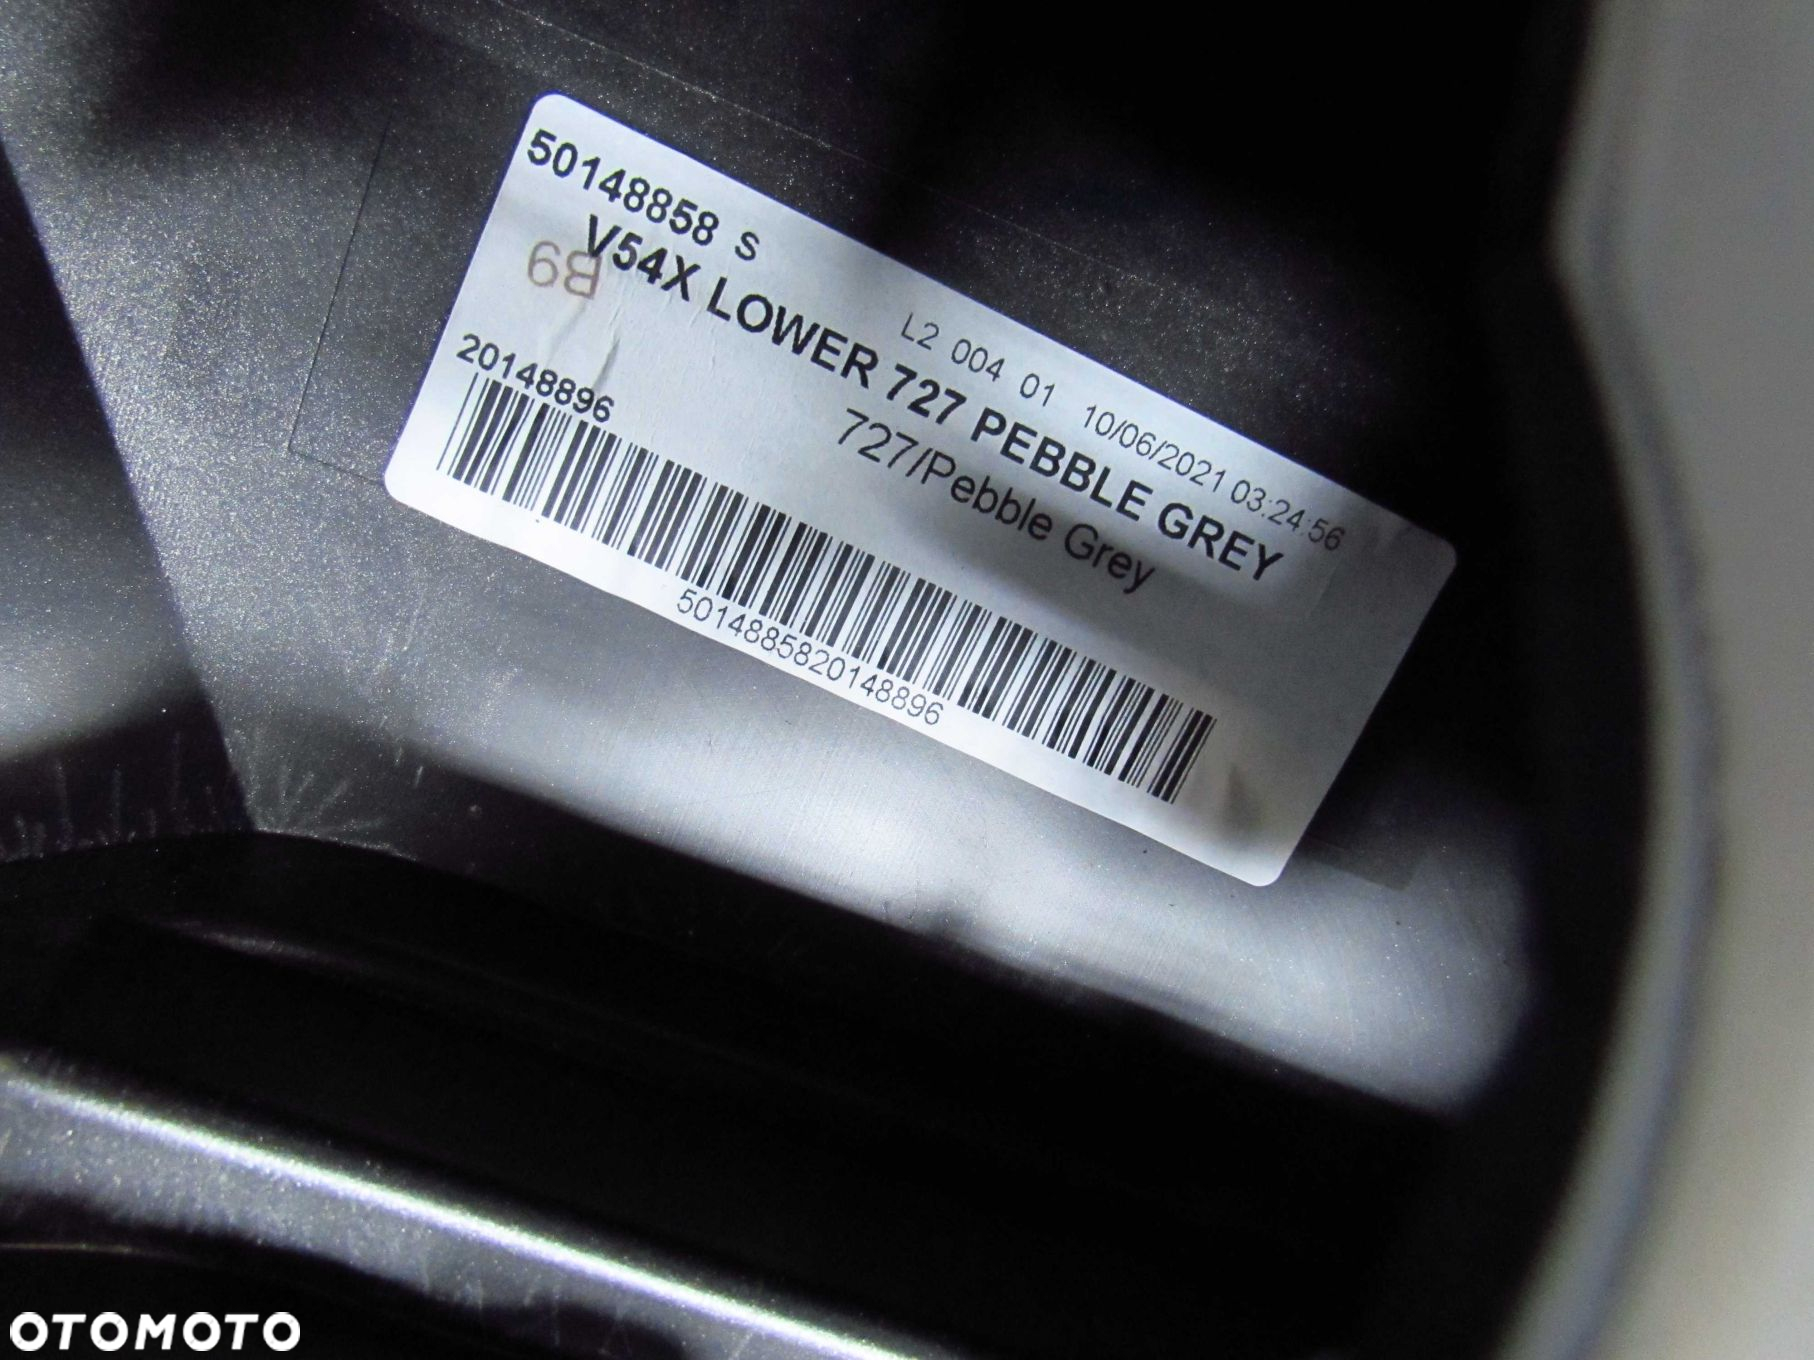 50148858 S
L2 004 01 10/06/2021 03:24:56
V54X LOWER 727 PEBBLE GREY
B9
727/Pebble Grey
20148896
5014885820148896
OTOMOTO